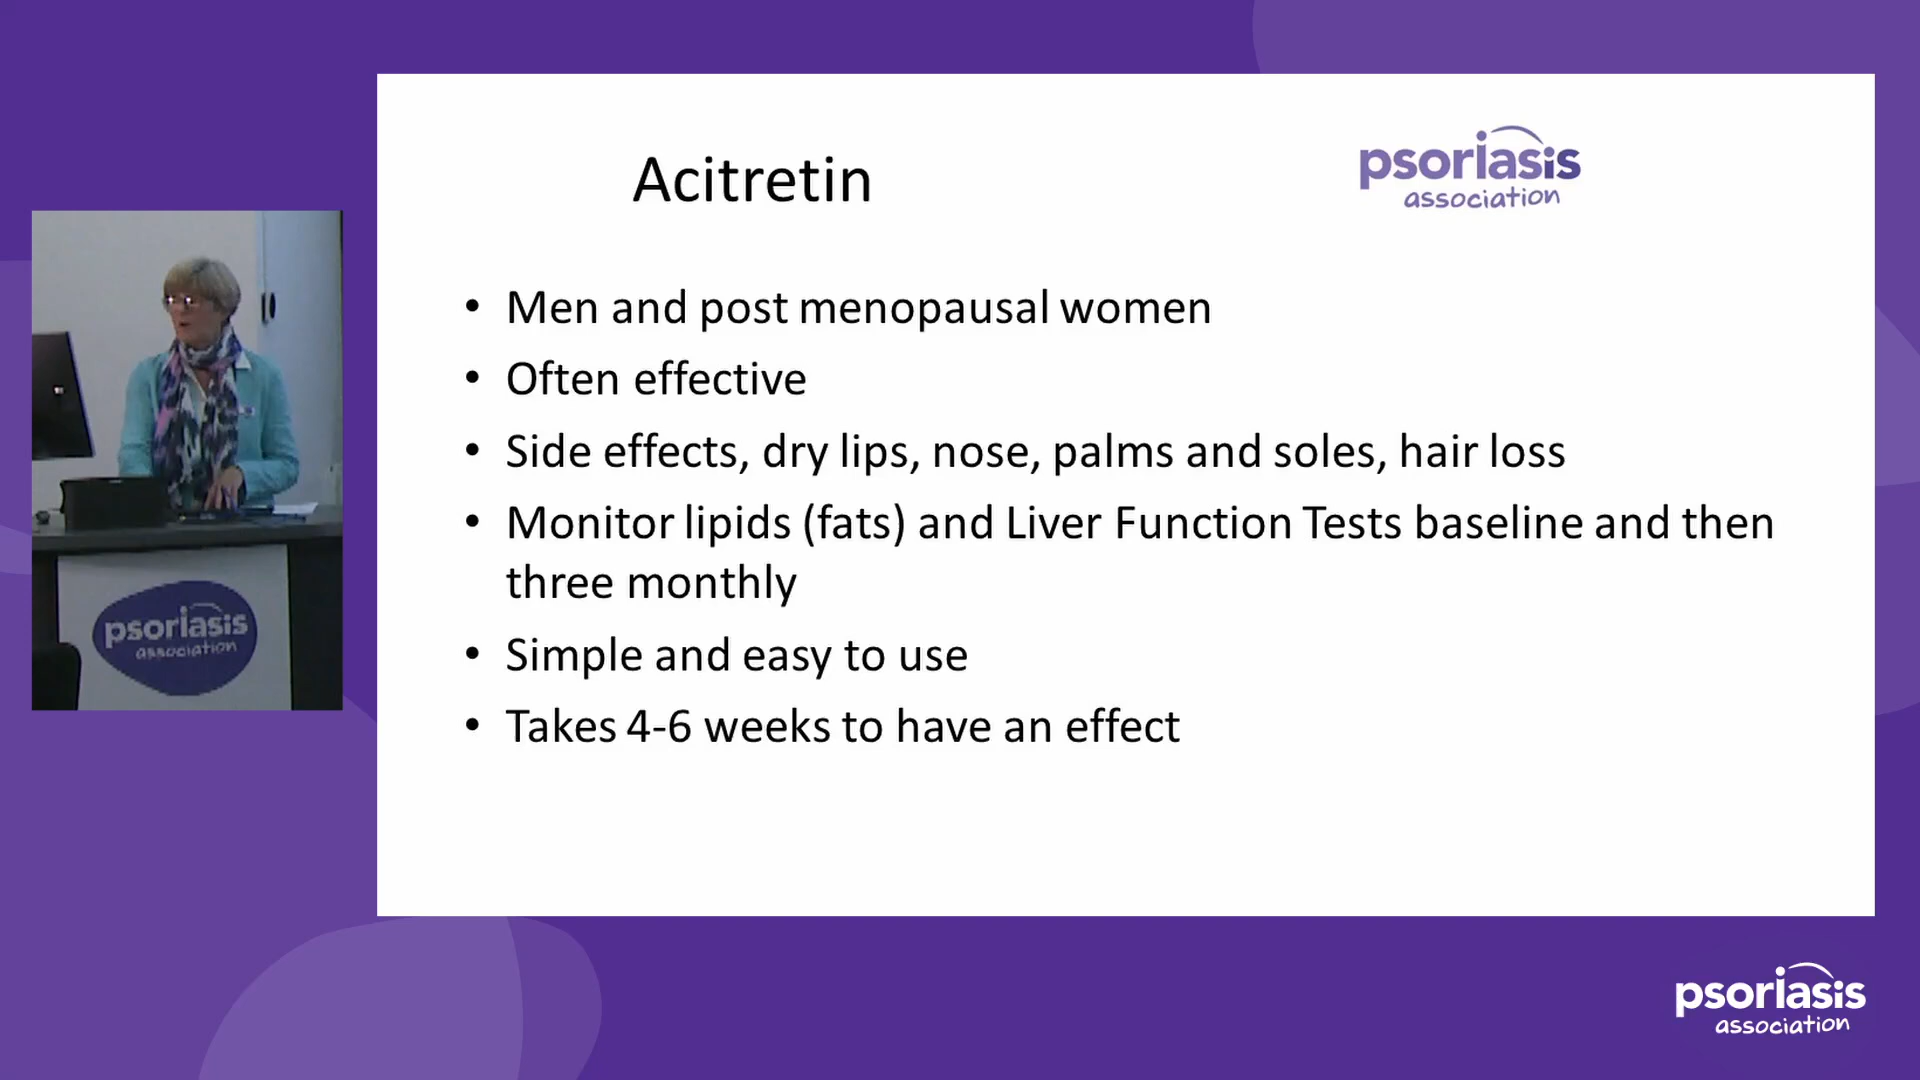 Acitretin
psoriasis
association
• Men and post menopausal women
• Often effective
• Side effects, dry lips, nose, palms and soles, hair loss
• Monitor lipids (fats) and Liver Function Tests baseline and then
three monthly
• Simple and easy to use
• Takes 4-6 weeks to have an effect
psoriasis
association
psoriasis
association